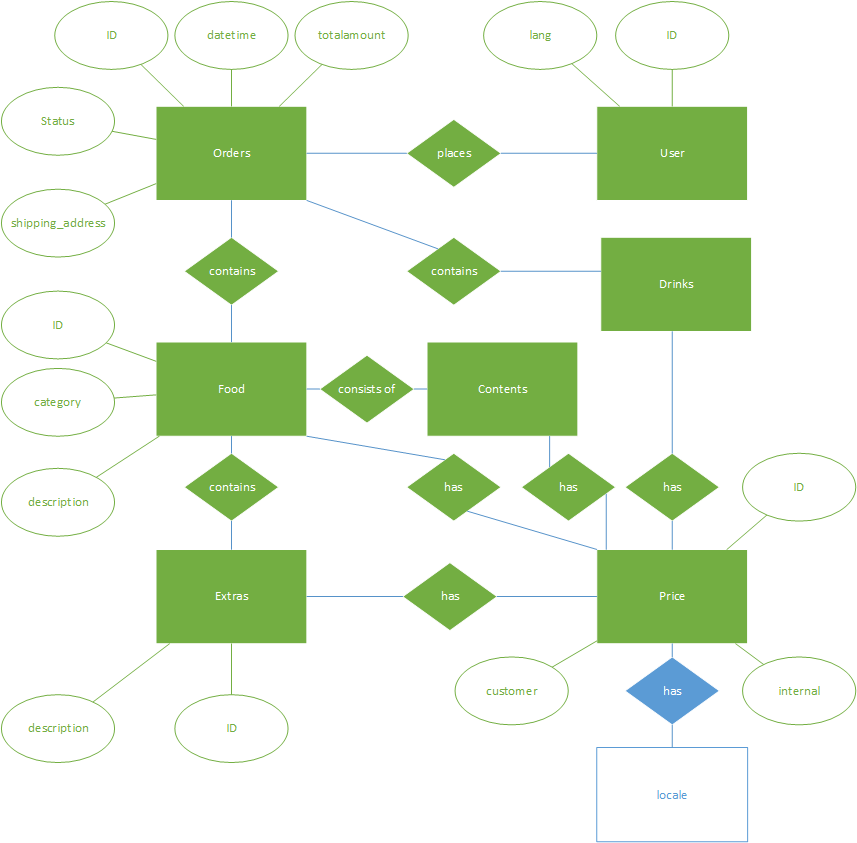 ID
datetime
totalamount
lang
ID
Status
Orders
places
User
shipping_address
contains
contains
Drinks
ID
category
Food
consists of
Contents
description
contains
has
has
has
ID
Extras
has
Price
customer
has
internal
description
ID
locale